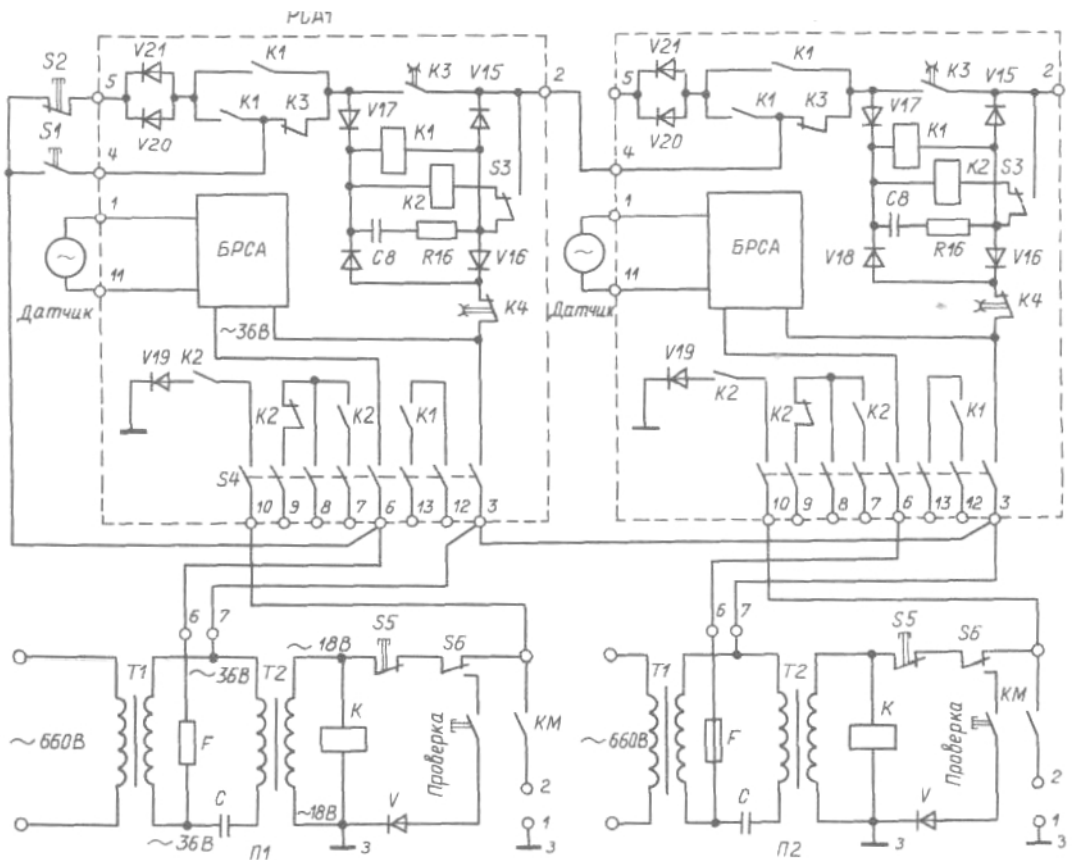 РСА1
S2
5
V21
V20
K1
K1
K3
K3
V15
2
V17
K1
S1
4
K2
S3
1
11
БРСА
Датчик
C8
R16
V16
K4
~36В
V19
K2
K2
K2
K1
S4
10
9
8
7
6
13
12
3
5
V21
V20
K1
K1
K3
K3
V15
2
V17
K1
4
K2
S3
1
11
БРСА
Датчик
C8
R16
V18
V16
K4
V19
K2
K2
K2
K1
10
9
8
7
6
13
12
3
6
7
~660В
T1
~36В
F
C
~36В
T2
~18В
S5
S6
K
Проверка
KM
~18В
V
2
1
3
3
П1
6
7
~660В
T1
F
C
T2
S5
S6
K
Проверка
KM
V
2
1
3
3
П2